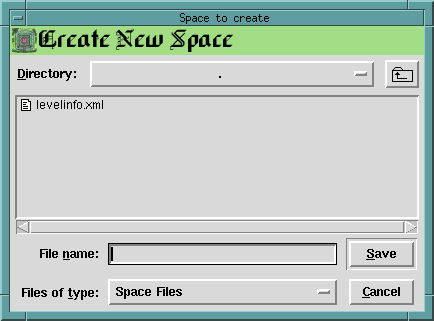 Space to create
Create New Space
Directory: .
levelinfo.xml
File name:
Save
Files of type: Space Files
Cancel